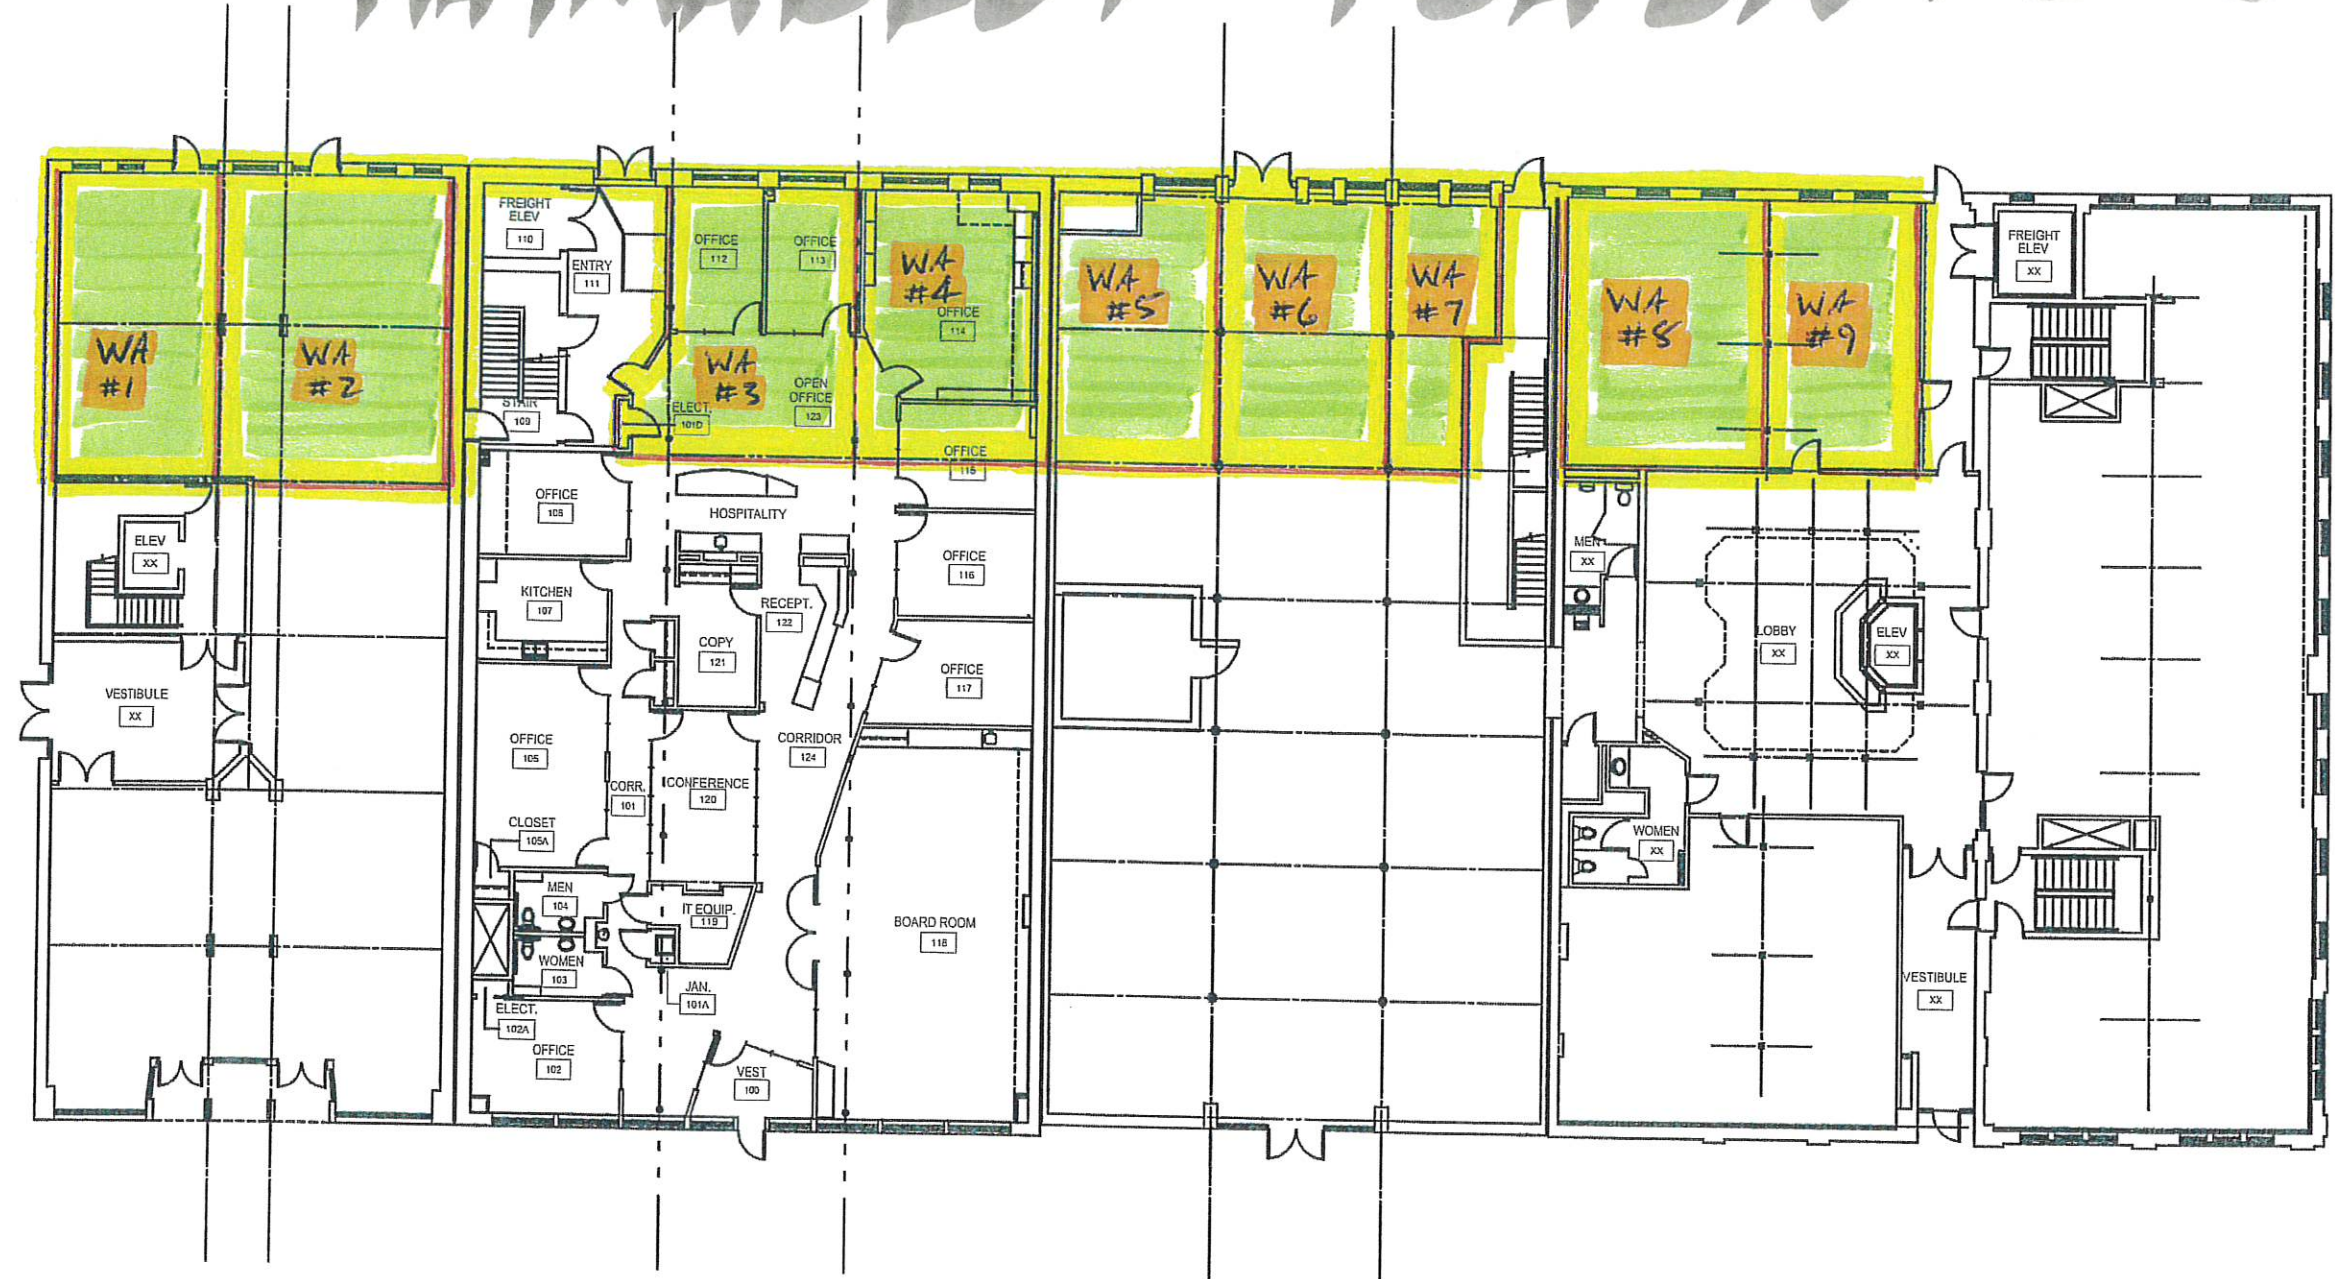 WA
#1
WA
#2
FREIGHT
ELEV
110
ENTRY
111
STAIR
109
OFFICE
112
OFFICE
113
WA
#3
OPEN
OFFICE
123
ELECT.
101D
WA
#4
OFFICE
114
OFFICE
115
WA
#5
WA
#6
WA
#7
WA
#8
WA
#9
FREIGHT
ELEV
XX
ELEV
XX
VESTIBULE
XX
OFFICE
108
HOSPITALITY
KITCHEN
107
COPY
121
RECEPT.
122
OFFICE
116
OFFICE
117
OFFICE
105
CORR.
101
CONFERENCE
120
CORRIDOR
124
CLOSET
105A
MEN
104
WOMEN
103
IT EQUIP.
119
BOARD ROOM
118
JAN.
101A
ELECT.
102A
OFFICE
102
VEST
100
MEN
XX
LOBBY
XX
ELEV
XX
WOMEN
XX
VESTIBULE
XX